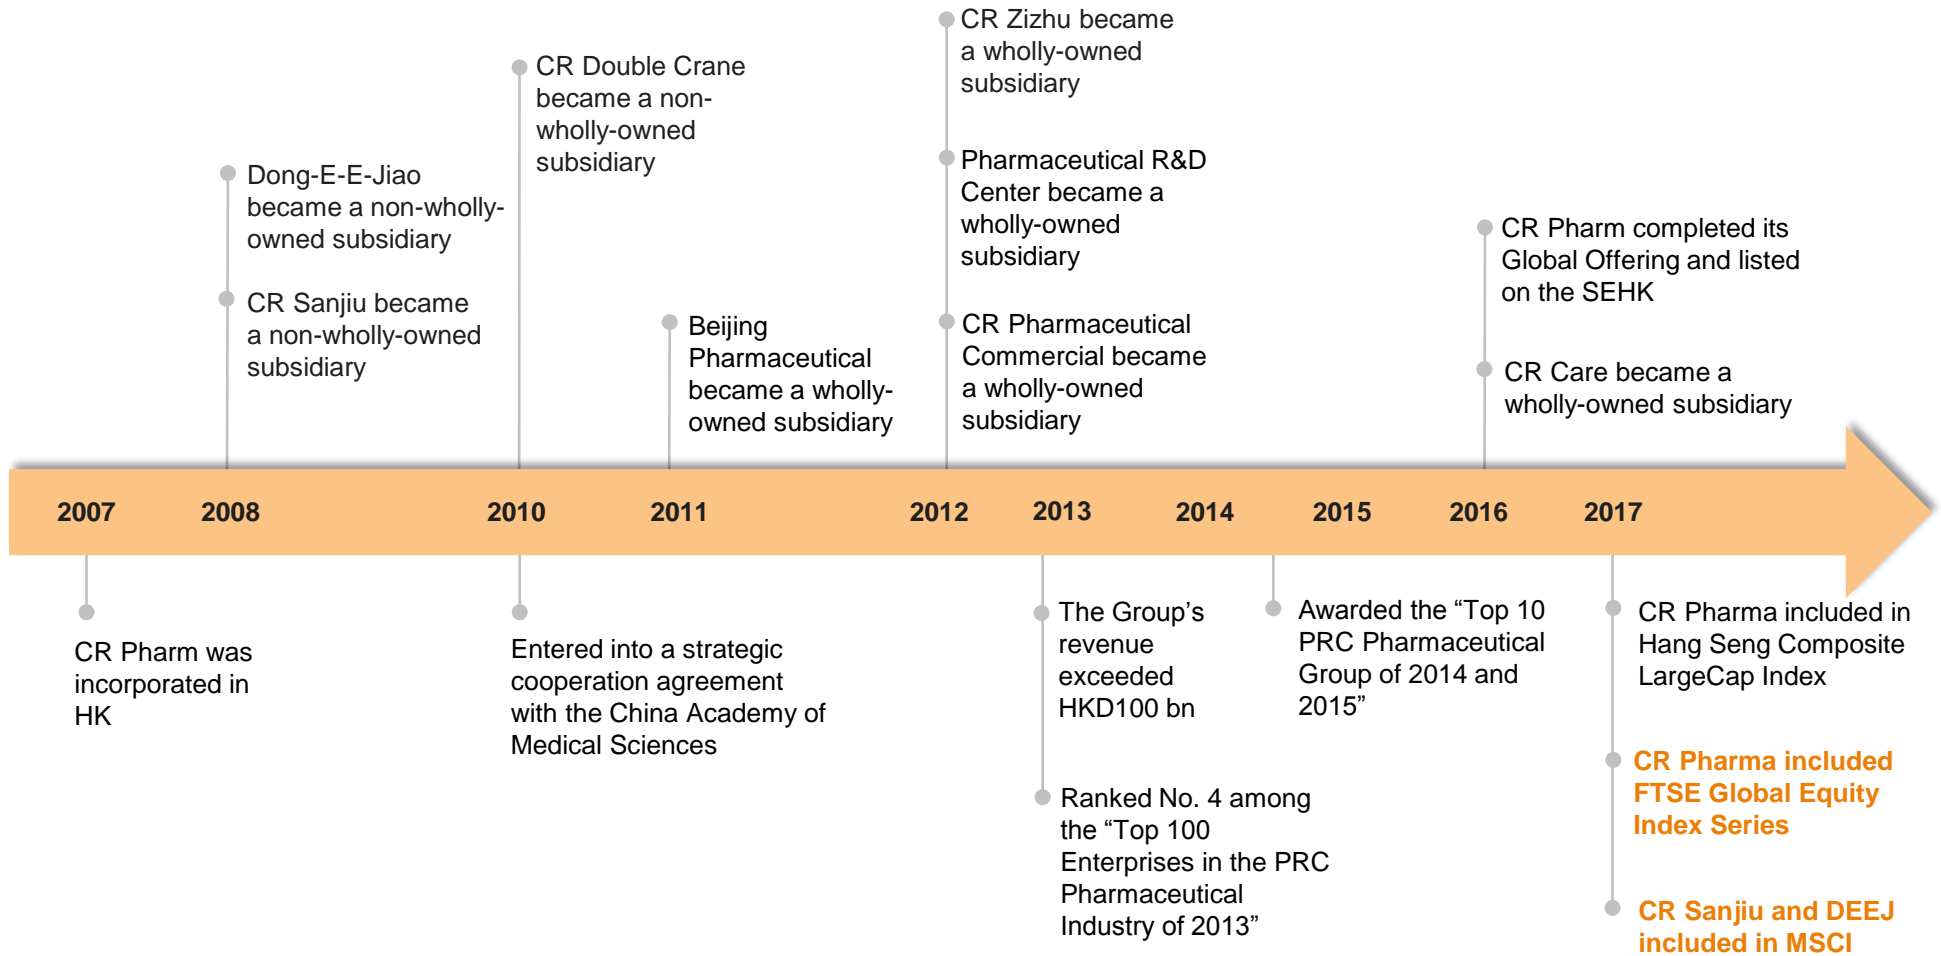 CR Zizhu became
a wholly-owned
subsidiary
CR Double Crane
became a non-
wholly-owned
subsidiary
Pharmaceutical R&D
Center became a
wholly-owned
subsidiary
Dong-E-E-Jiao
became a non-wholly-
owned subsidiary
CR Pharm completed its
Global Offering and listed
on the SEHK
CR Sanjiu became
a non-wholly-owned
subsidiary
Beijing
Pharmaceutical
became a wholly-
owned subsidiary
CR Pharmaceutical
Commercial became
a wholly-owned
subsidiary
CR Care became a
wholly-owned subsidiary
2007 2008 2010 2011 2012 2013 2014 2015 2016 2017
CR Pharm was
incorporated in
HK
Entered into a strategic
cooperation agreement
with the China Academy of
Medical Sciences
The Group’s
revenue
exceeded
HKD100 bn
Ranked No. 4 among
the “Top 100
Enterprises in the PRC
Pharmaceutical
Industry of 2013”
Awarded the “Top 10
PRC Pharmaceutical
Group of 2014 and
2015”
CR Pharma included in
Hang Seng Composite
LargeCap Index
CR Pharma included
FTSE Global Equity
Index Series
CR Sanjiu and DEEJ
included in MSCI